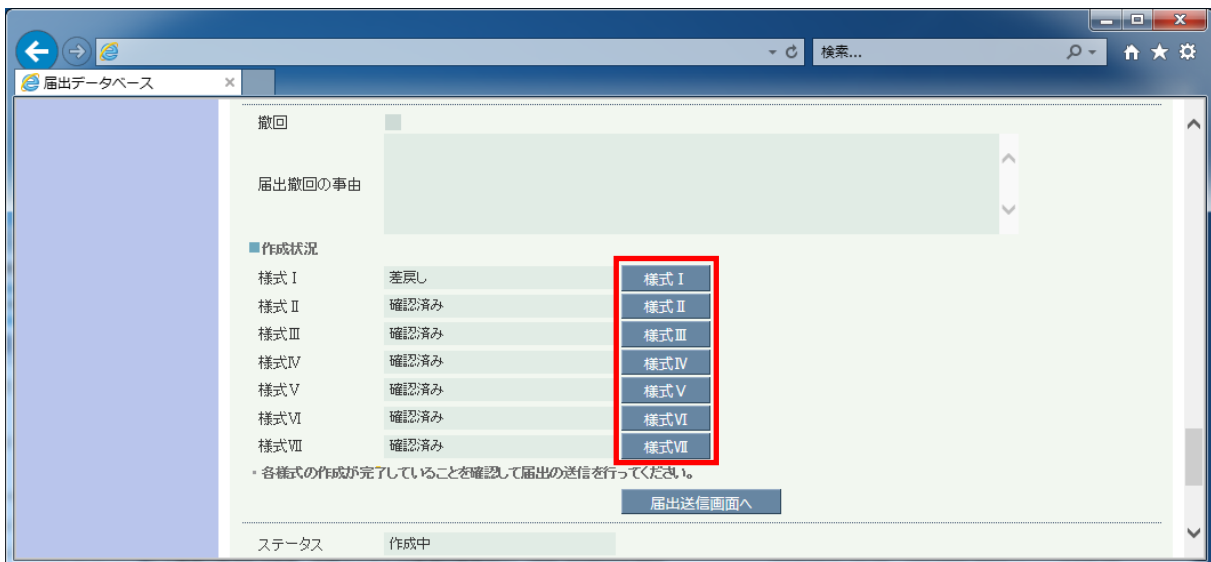 検索...
届出データベース
撤回
届出撤回の事由
■作成状況
様式Ⅰ 差戻し 様式Ⅰ
様式Ⅱ 確認済み 様式Ⅱ
様式Ⅲ 確認済み 様式Ⅲ
様式Ⅳ 確認済み 様式Ⅳ
様式Ⅴ 確認済み 様式Ⅴ
様式Ⅵ 確認済み 様式Ⅵ
様式Ⅶ 確認済み 様式Ⅶ
・各様式の作成が完了していることを確認して届出の送信を行ってください。
届出送信画面へ
ステータス 作成中